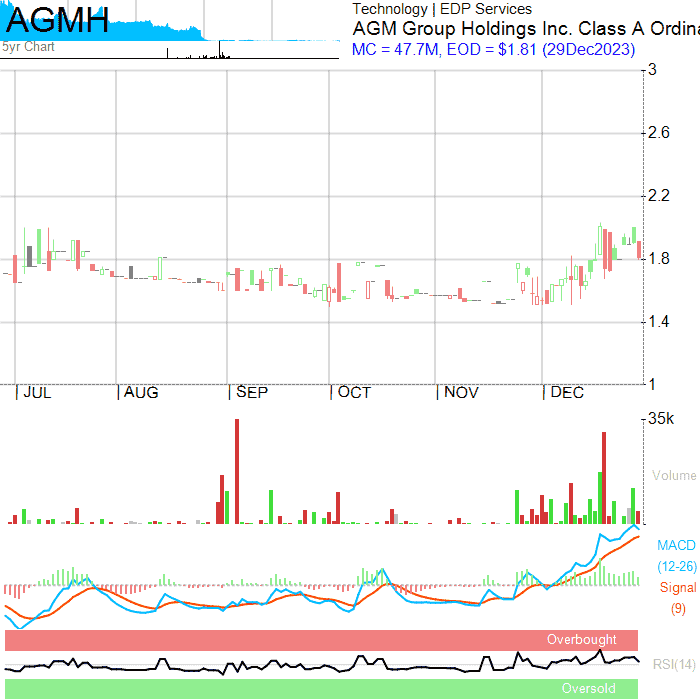 AGMH
5yr Chart
Technology | EDP Services
AGM Group Holdings Inc. Class A Ordina
MC = 47.7M, EOD = $1.81 (29Dec2023)
3
2.6
2.2
1.8
1.4
1
JUL AUG SEP OCT NOV DEC
35k
Volume
MACD
(12-26)
Signal
(9)
Overbought
RSI(14)
Oversold